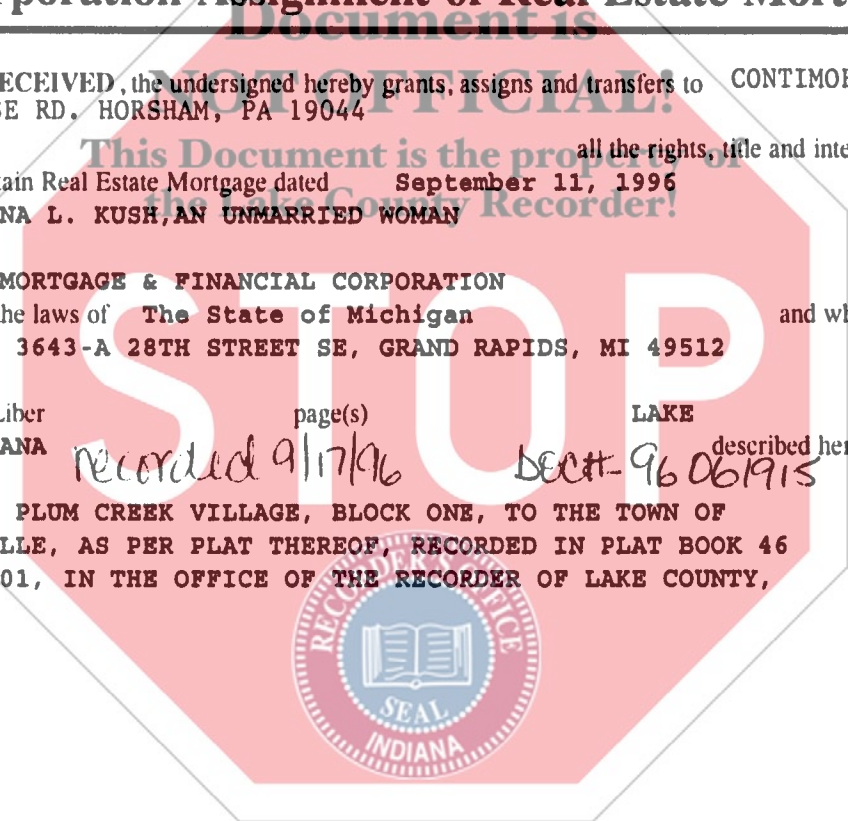 rporation Assignment of Real Estate Mort
Document is
ECEIVED, the undersigned hereby grants, assigns and transfers to CONTIMOR
NOT OFFICIAL!
SE RD. HORSHAM, PA 19044
This Document is the property of
all the rights, title and inte
tain Real Estate Mortgage dated September 11, 1996
the Lake County Recorder!
NA L. KUSH, AN UNMARRIED WOMAN
MORTGAGE & FINANCIAL CORPORATION
he laws of The State of Michigan and wh
3643-A 28TH STREET SE, GRAND RAPIDS, MI 49512
STOP
Liber page(s) LAKE
ANA recorded 9/17/96 Doc#- 96061915 described her
PLUM CREEK VILLAGE, BLOCK ONE, TO THE TOWN OF
LLE, AS PER PLAT THEREOF, RECORDED IN PLAT BOOK 46
01, IN THE OFFICE OF THE RECORDER OF LAKE COUNTY,
RECORDER'S OFFICE
SEAL
INDIANA